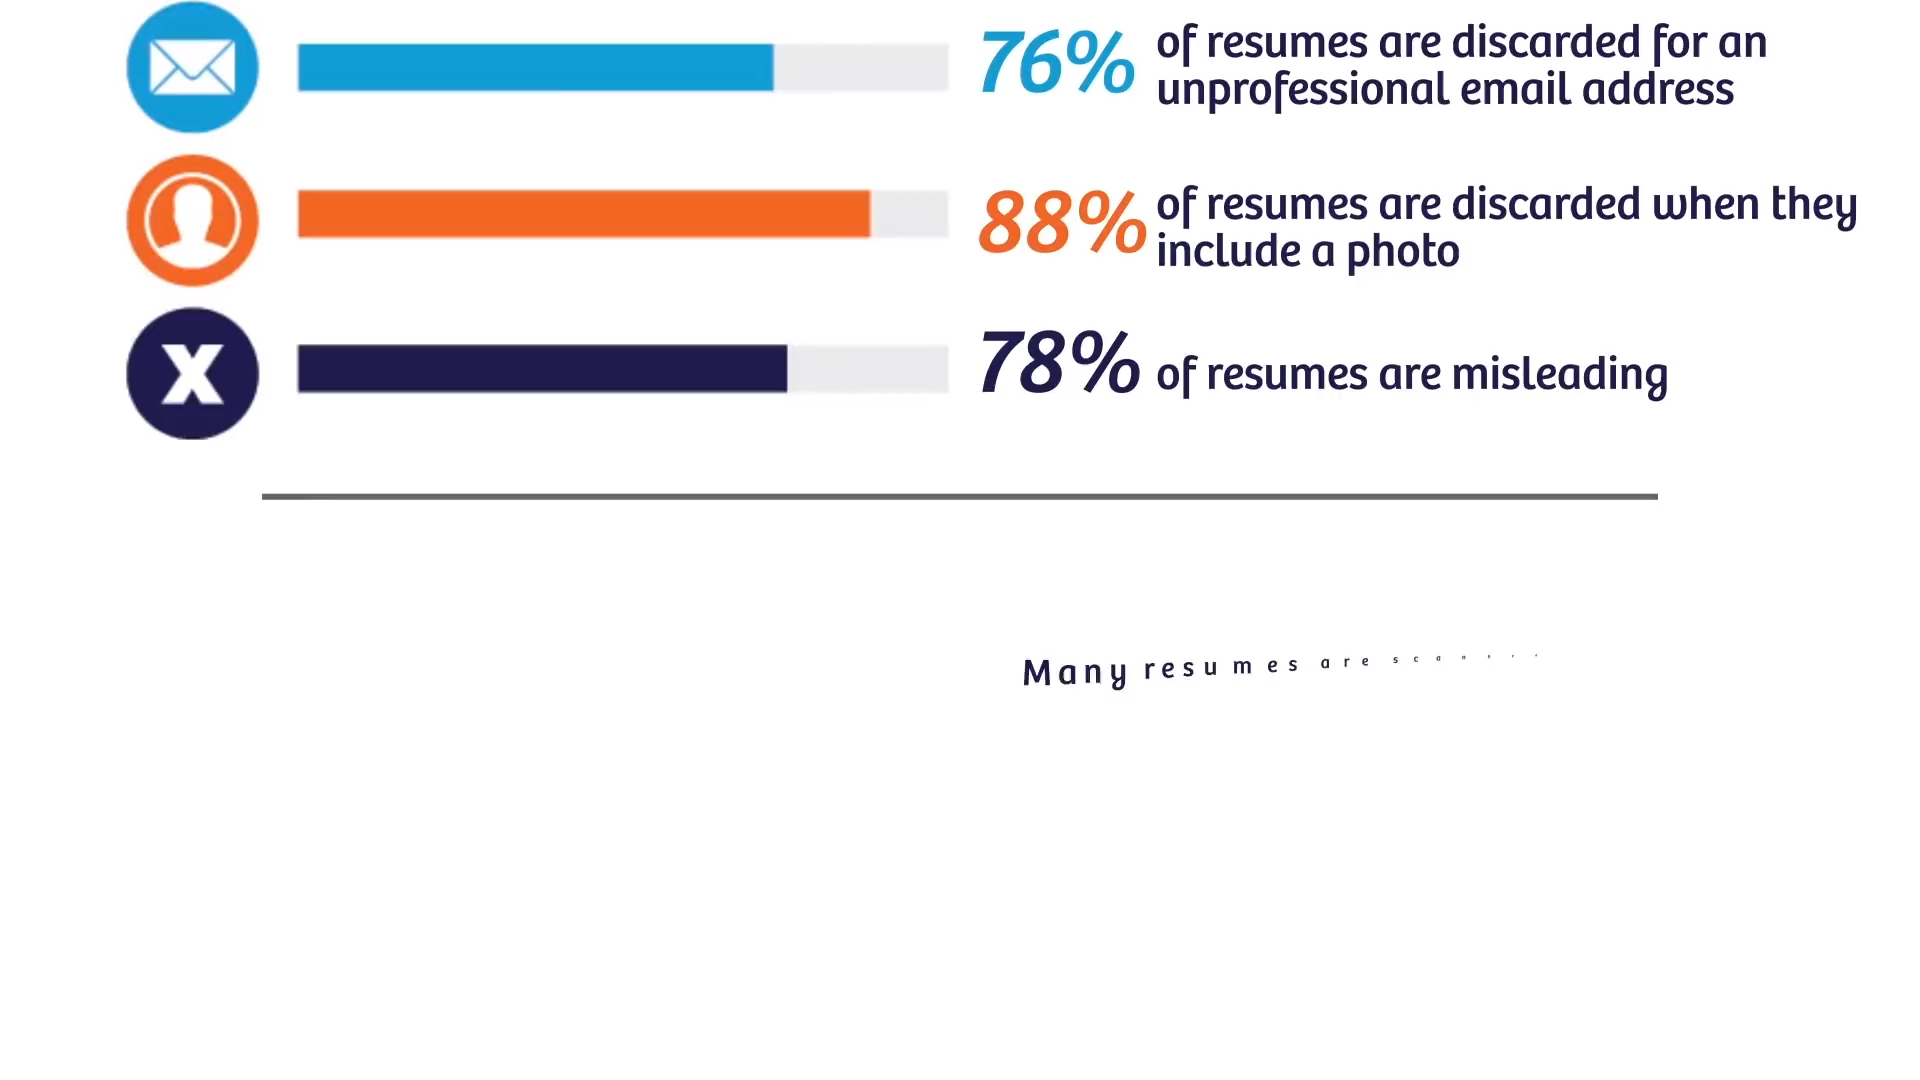 76% of resumes are discarded for an
unprofessional email address
88% of resumes are discarded when they
include a photo
78% of resumes are misleading
Many resumes are